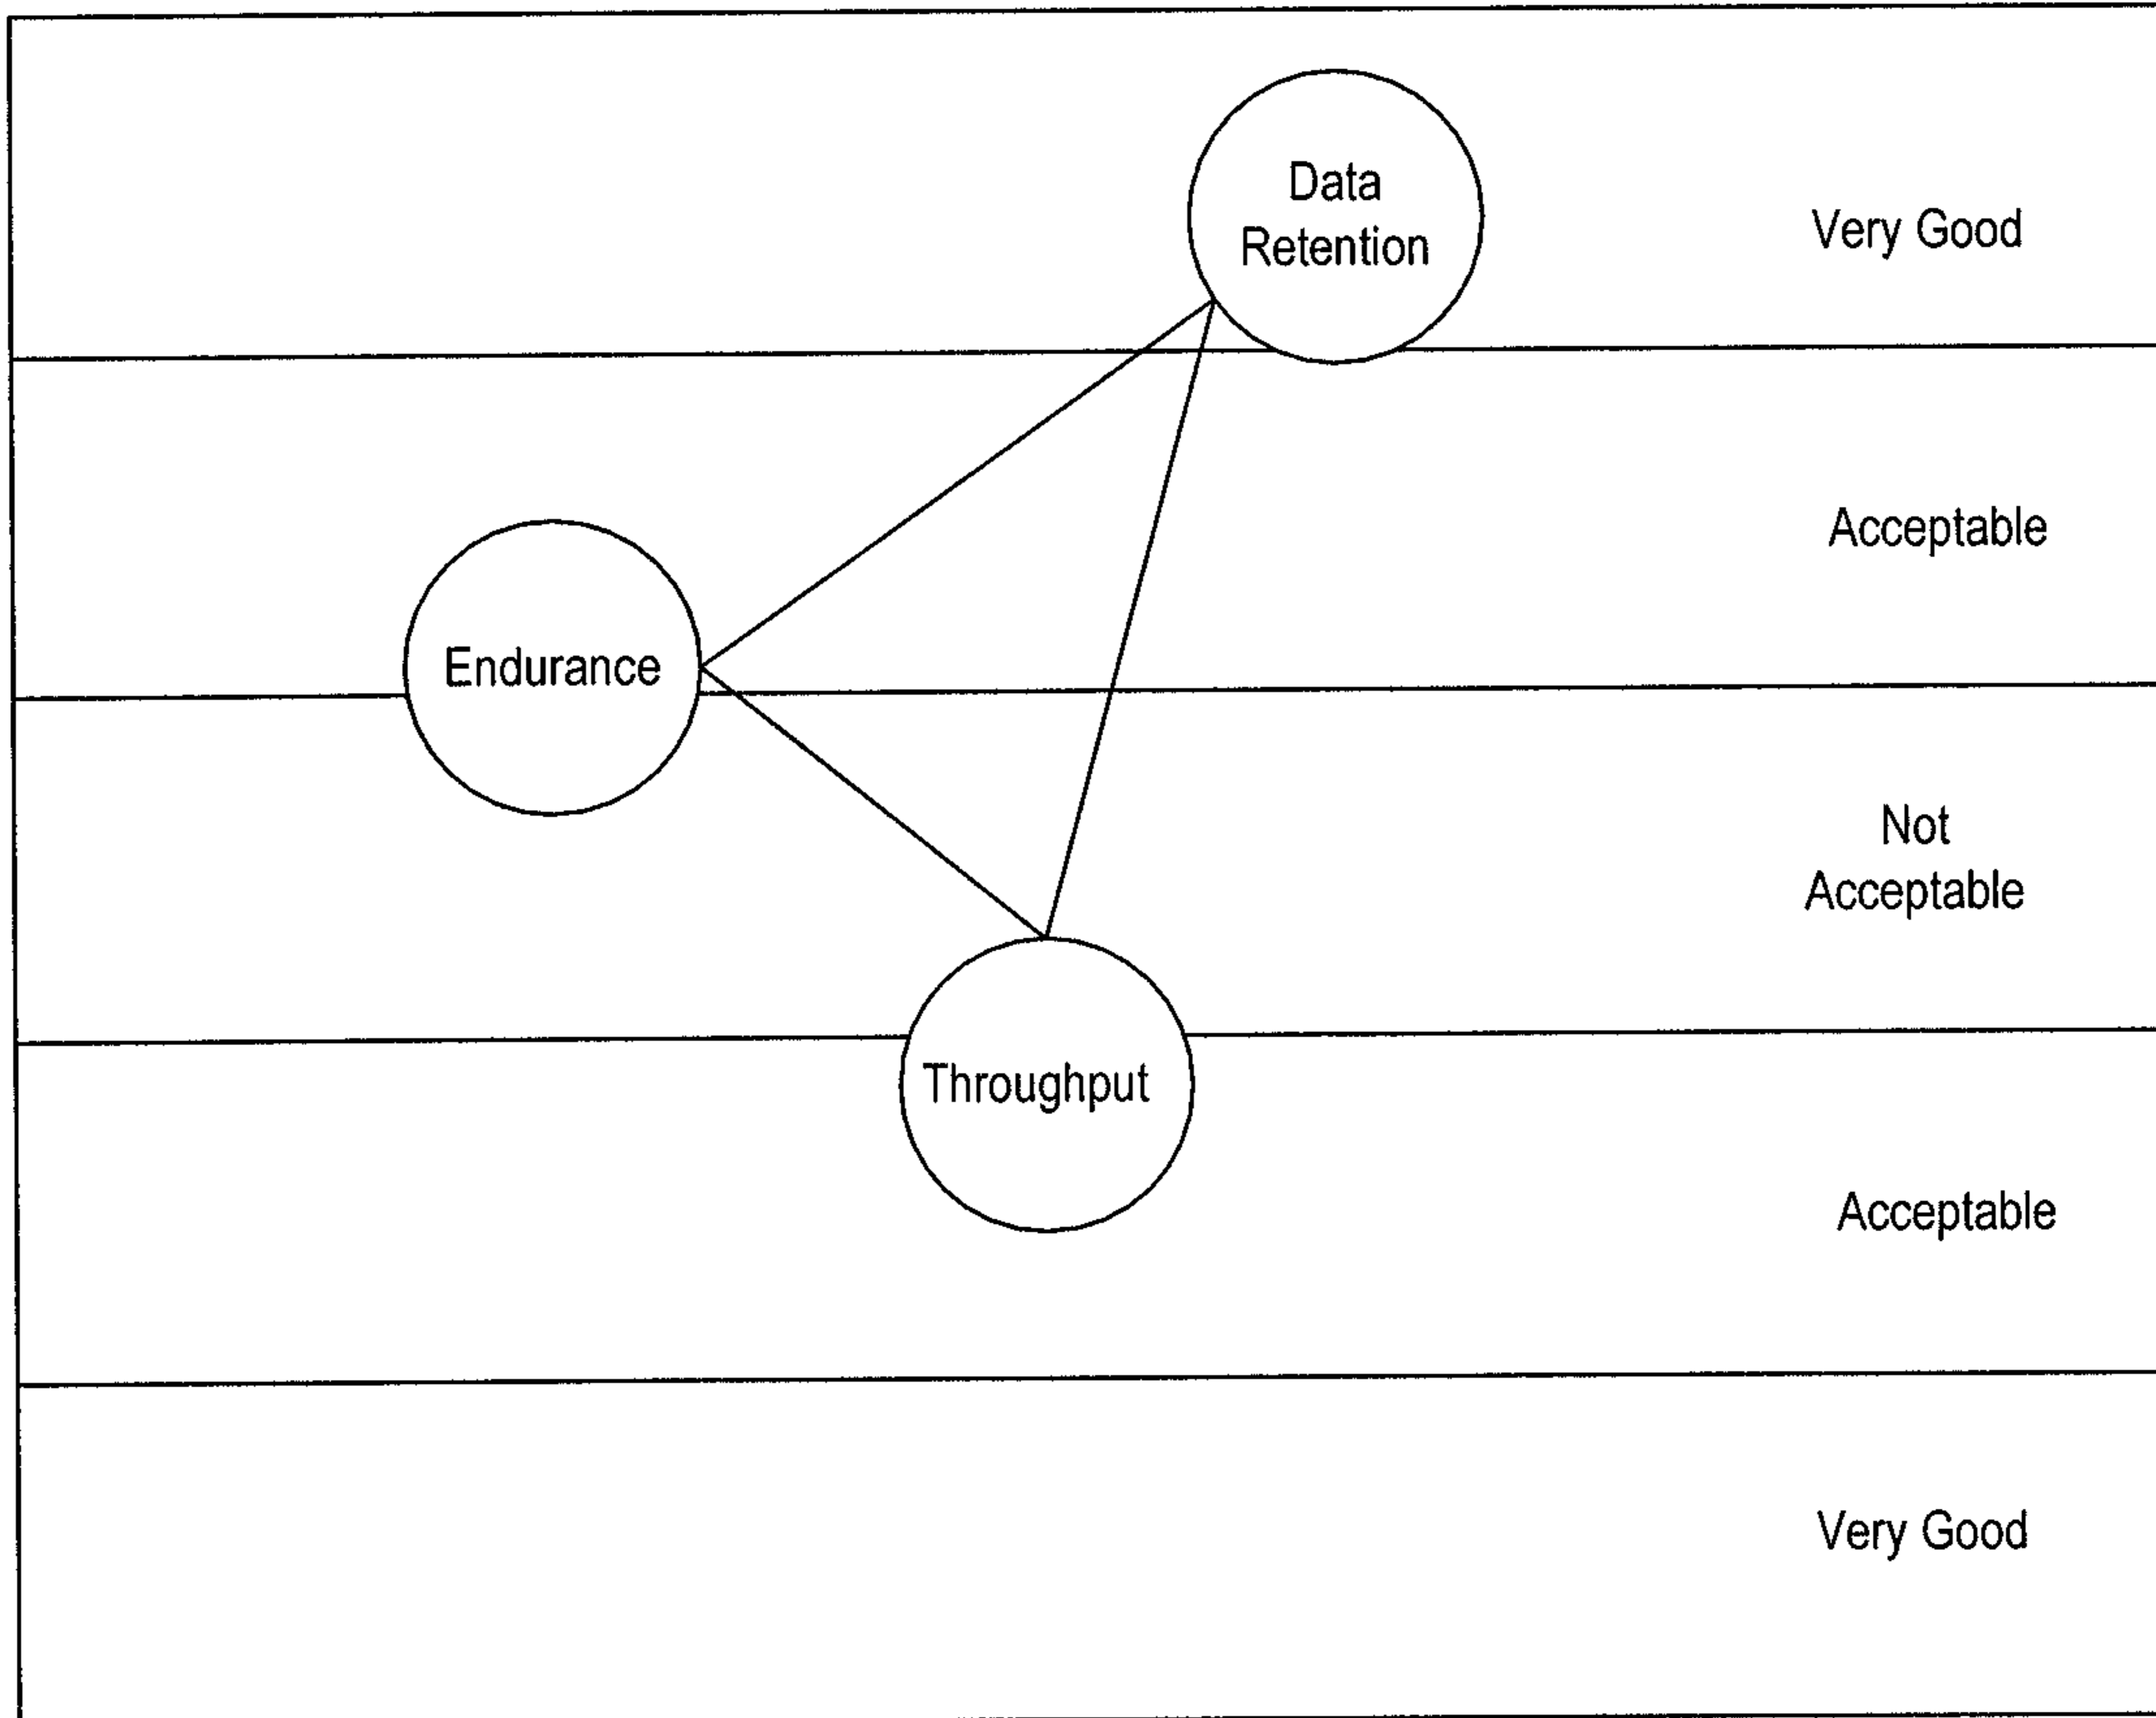 Data
Retention
Very Good
Acceptable
Endurance
Not
Acceptable
Throughput
Acceptable
Very Good